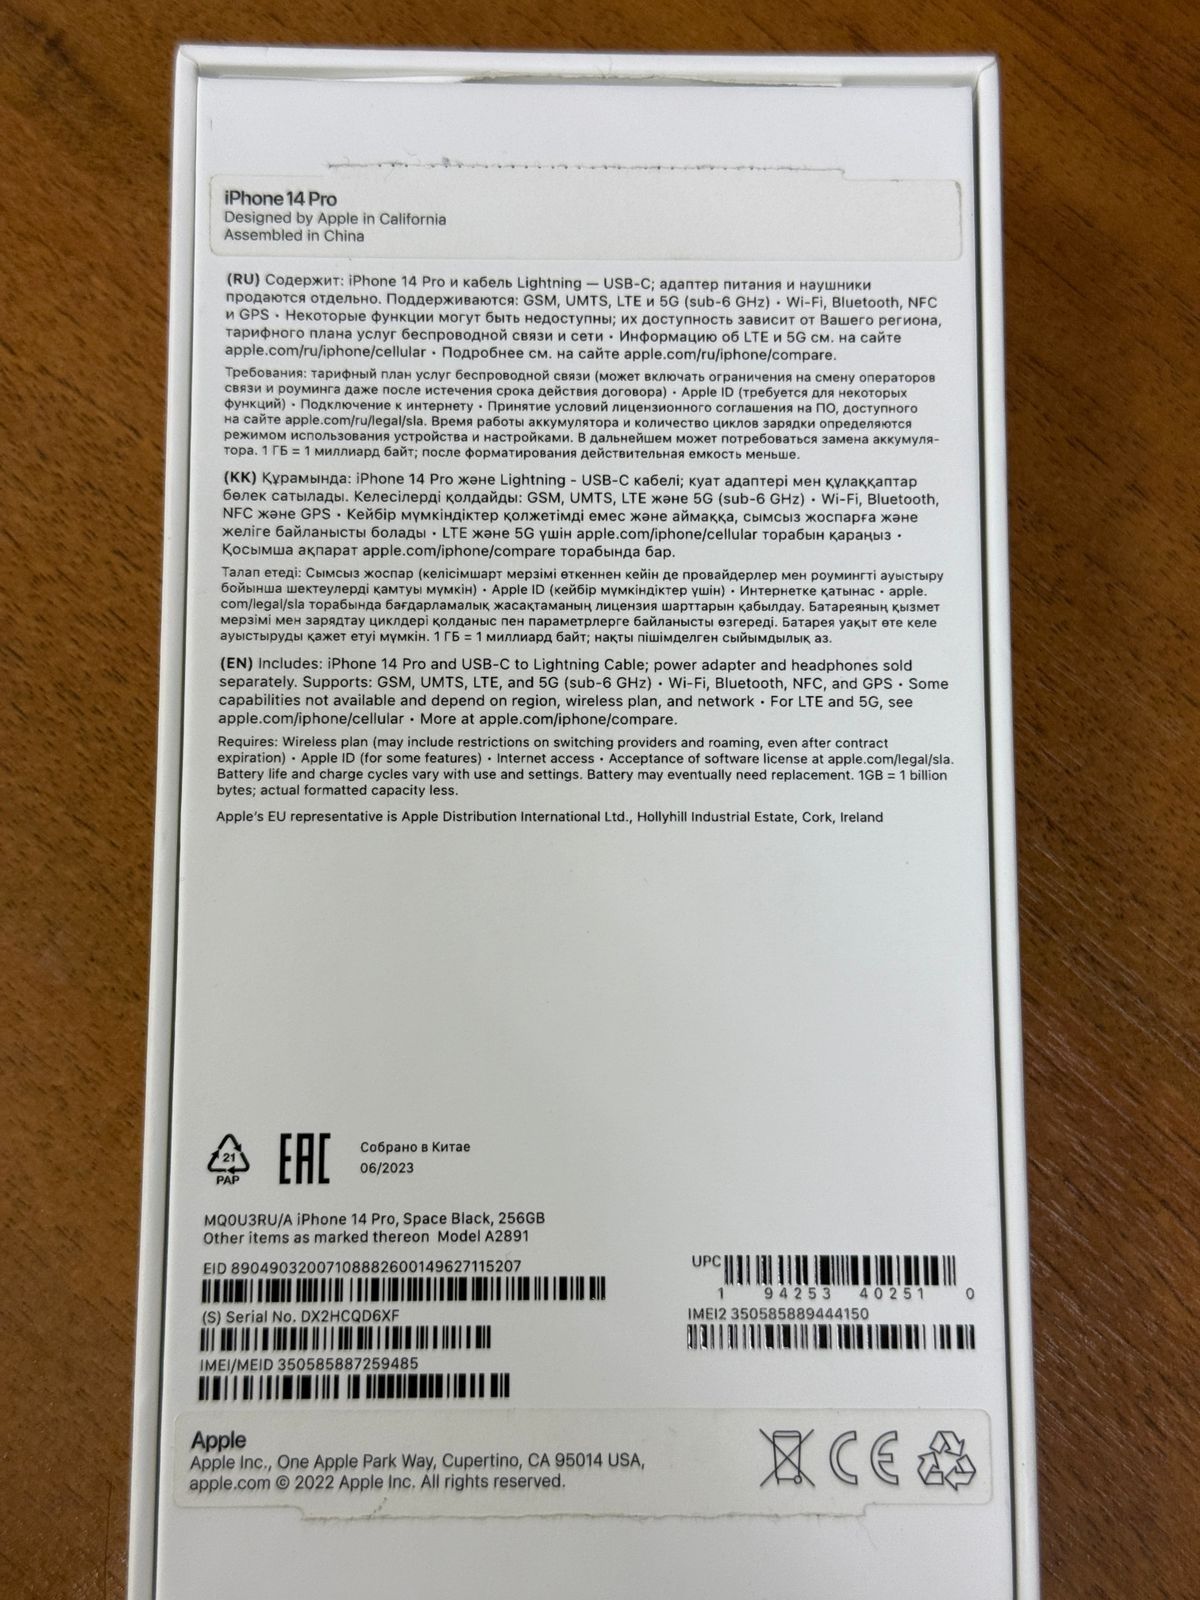 iPhone 14 Pro
Designed by Apple in California
Assembled in China
(RU) Содержит: iPhone 14 Pro и кабель Lightning — USB-C; адаптер питания и наушники
продаются отдельно. Поддерживаются: GSM, UMTS, LTE и 5G (sub-6 GHz) • Wi-Fi, Bluetooth, NFC
и GPS • Некоторые функции могут быть недоступны; их доступность зависит от Вашего региона,
тарифного плана услуг беспроводной связи и сети • Информацию об LTE и 5G см. на сайте
apple.com/ru/iphone/cellular • Подробнее см. на сайте apple.com/ru/iphone/compare.
Требования: тарифный план услуг беспроводной связи (может включать ограничения на смену операторов
связи и роуминга даже после истечения срока действия договора) • Apple ID (требуется для некоторых
функций) • Подключение к интернету • Принятие условий лицензионного соглашения на ПО, доступного
на сайте apple.com/ru/legal/sla. Время работы аккумулятора и количество циклов зарядки определяются
режимом использования устройства и настройками. В дальнейшем может потребоваться замена аккумуля-
тора. 1 ГБ = 1 миллиард байт; после форматирования действительная емкость меньше.
(KK) Құрамында: iPhone 14 Pro және Lightning - USB-C кабелі; қуат адаптері мен құлаққаптар
бөлек сатылады. Келесілерді қолдайды: GSM, UMTS, LTE және 5G (sub-6 GHz) • Wi-Fi, Bluetooth,
NFC және GPS • Кейбір мүмкіндіктер қолжетімді емес және аймаққа, сымсыз жоспарға және
желіге байланысты болады • LTE және 5G үшін apple.com/iphone/cellular торабын қараңыз •
Қосымша ақпарат apple.com/iphone/compare торабында бар.
Талап етеді: Сымсыз жоспар (келісімшарт мерзімі өткеннен кейін де провайдерлер мен роумингті ауыстыру
бойынша шектеулерді қамтуы мүмкін) • Apple ID (кейбір мүмкіндіктер үшін) • Интернетке қатынас • apple.
com/legal/sla торабында бағдарламалық жасақтаманың лицензия шарттарын қабылдау. Батареяның қызмет
мерзімі мен зарядтау циклдері қолданыс пен параметрлерге байланысты өзгереді. Батарея уақыт өте келе
ауыстыруды қажет етуі мүмкін. 1 ГБ = 1 миллиард байт; нақты пішімделген сыйымдылық аз.
(EN) Includes: iPhone 14 Pro and USB-C to Lightning Cable; power adapter and headphones sold
separately. Supports: GSM, UMTS, LTE, and 5G (sub-6 GHz) • Wi-Fi, Bluetooth, NFC, and GPS • Some
capabilities not available and depend on region, wireless plan, and network • For LTE and 5G, see
apple.com/iphone/cellular • More at apple.com/iphone/compare.
Requires: Wireless plan (may include restrictions on switching providers and roaming, even after contract
expiration) • Apple ID (for some features) • Internet access • Acceptance of software license at apple.com/legal/sla.
Battery life and charge cycles vary with use and settings. Battery may eventually need replacement. 1GB = 1 billion
bytes; actual formatted capacity less.
Apple's EU representative is Apple Distribution International Ltd., Hollyhill Industrial Estate, Cork, Ireland
21
PAP
EAC
Собрано в Китае
06/2023
MQ0U3RU/A iPhone 14 Pro, Space Black, 256GB
Other items as marked thereon Model A2891
EID 89049032007108882600149627115207
(S) Serial No. DX2HCQD6XF
IMEI/MEID 350585887259485
UPC
1 94253 40251 0
IMEI2 350585889444150
Apple
Apple Inc., One Apple Park Way, Cupertino, CA 95014 USA,
apple.com © 2022 Apple Inc. All rights reserved.
CE